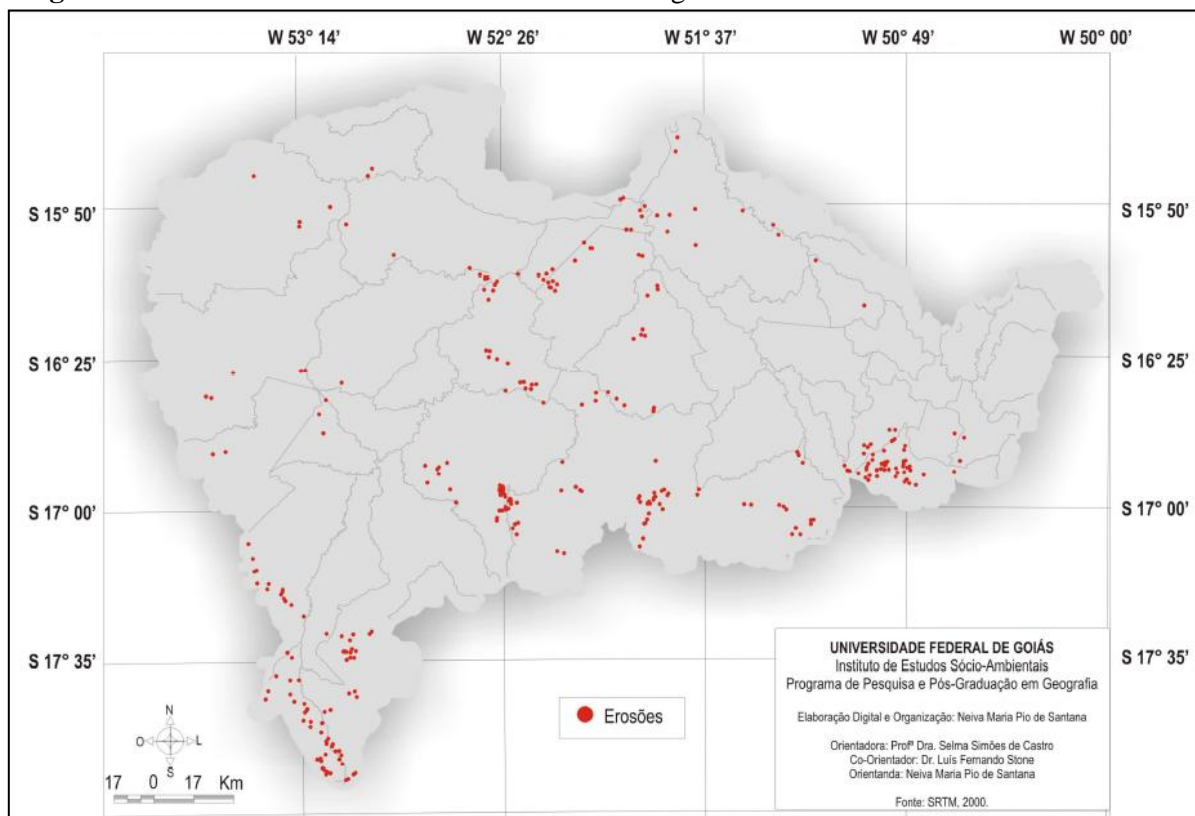 W 53° 14’ W 52° 26’ W 51° 37’ W 50° 49’ W 50° 00’
S 15° 50’ S 15° 50’
S 16° 25’ S 16° 25’
S 17° 00’ S 17° 00’
S 17° 35’ S 17° 35’
Erosões
N
O L
S
17 0 17 Km
UNIVERSIDADE FEDERAL DE GOIÁS
Instituto de Estudos Sócio-Ambientais
Programa de Pesquisa e Pós-Graduação em Geografia
Elaboração Digital e Organização: Neiva Maria Pio de Santana
Orientadora: Profª Dra. Selma Simões de Castro
Co-Orientador: Dr. Luís Fernando Stone
Orientanda: Neiva Maria Pio de Santana
Fonte: SRTM, 2000.